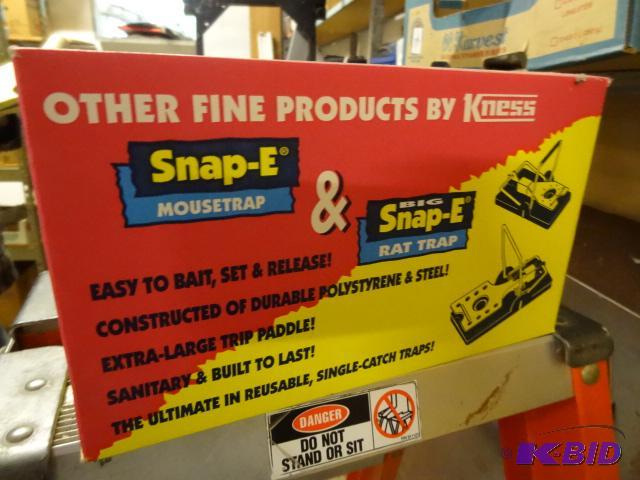 Harvest
OTHER FINE PRODUCTS BY Kness
Snap-E®
MOUSETRAP
&
BIG
Snap-E®
RAT TRAP
EASY TO BAIT, SET & RELEASE!
CONSTRUCTED OF DURABLE POLYSTYRENE & STEEL!
EXTRA-LARGE TRIP PADDLE!
SANITARY & BUILT TO LAST!
THE ULTIMATE IN REUSABLE, SINGLE-CATCH TRAPS!
DANGER
DO NOT
STAND OR SIT
K-BID